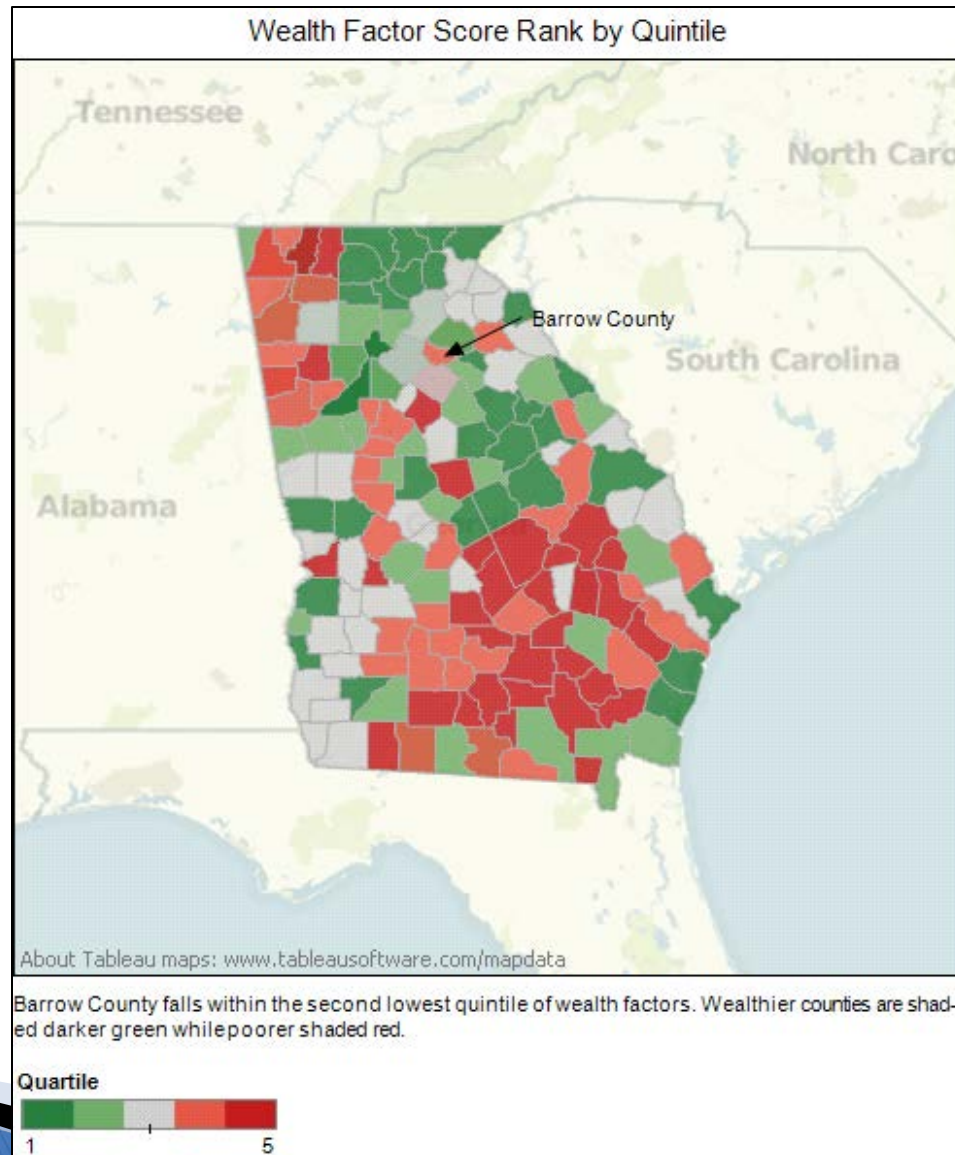 Wealth Factor Score Rank by Quintile
Tennessee
North Caro
Barrow County
South Carolina
Alabama
About Tableau maps: www.tableausoftware.com/mapdata
Barrow County falls within the second lowest quintile of wealth factors. Wealthier counties are shad-
ed darker green while poorer shaded red.
Quartile
1 5